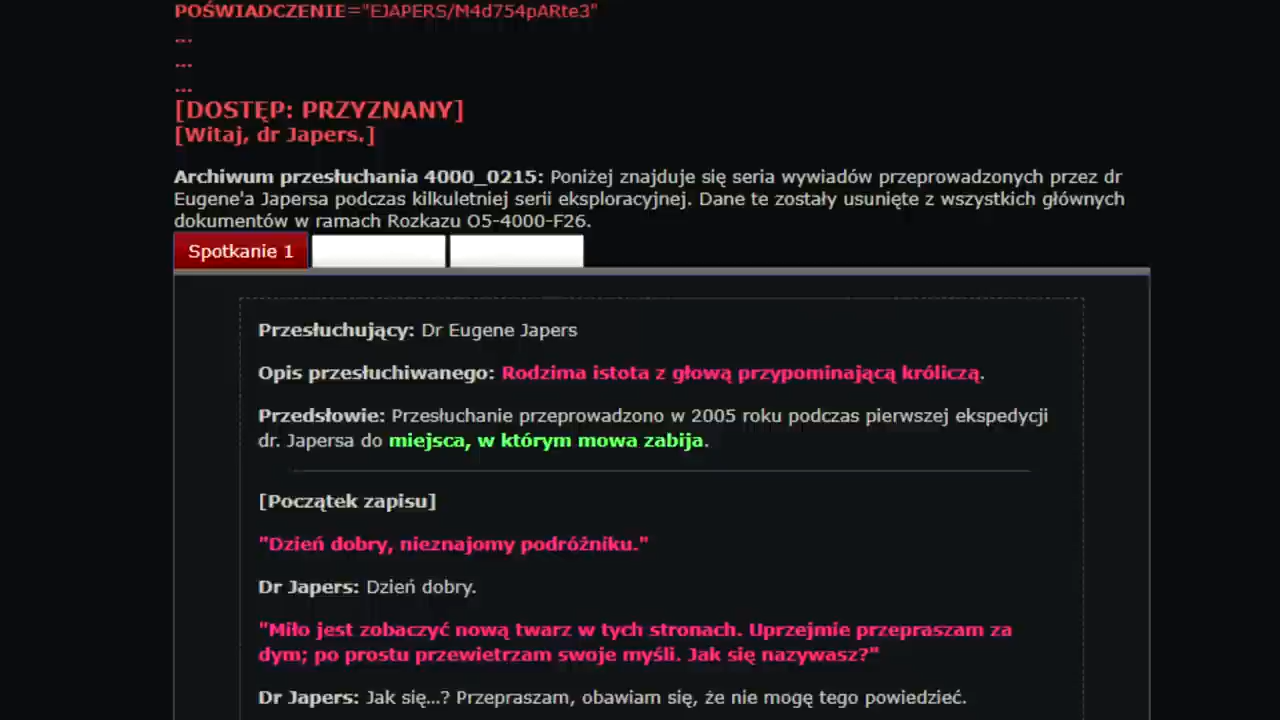 POŚWIADCZENIE="EJAPERS/M4d754pARte3"
...
...
...
[DOSTĘP: PRZYZNANY]
[Witaj, dr Japers.]
Archiwum przesłuchania 4000_0215: Poniżej znajduje się seria wywiadów przeprowadzonych przez dr
Eugene'a Japersa podczas kilkuletniej serii eksploracyjnej. Dane te zostały usunięte z wszystkich głównych
dokumentów w ramach Rozkazu O5-4000-F26.
Spotkanie 1
Przesłuchujący: Dr Eugene Japers
Opis przesłuchiwanego: Rodzima istota z głową przypominającą króliczą.
Przedsłowie: Przesłuchanie przeprowadzono w 2005 roku podczas pierwszej ekspedycji
dr. Japersa do miejsca, w którym mowa zabija.
[Początek zapisu]
"Dzień dobry, nieznajomy podróżniku."
Dr Japers: Dzień dobry.
"Miło jest zobaczyć nową twarz w tych stronach. Uprzejmie przepraszam za
dym; po prostu przewietrzam swoje myśli. Jak się nazywasz?"
Dr Japers: Jak się...? Przepraszam, obawiam się, że nie mogę tego powiedzieć.